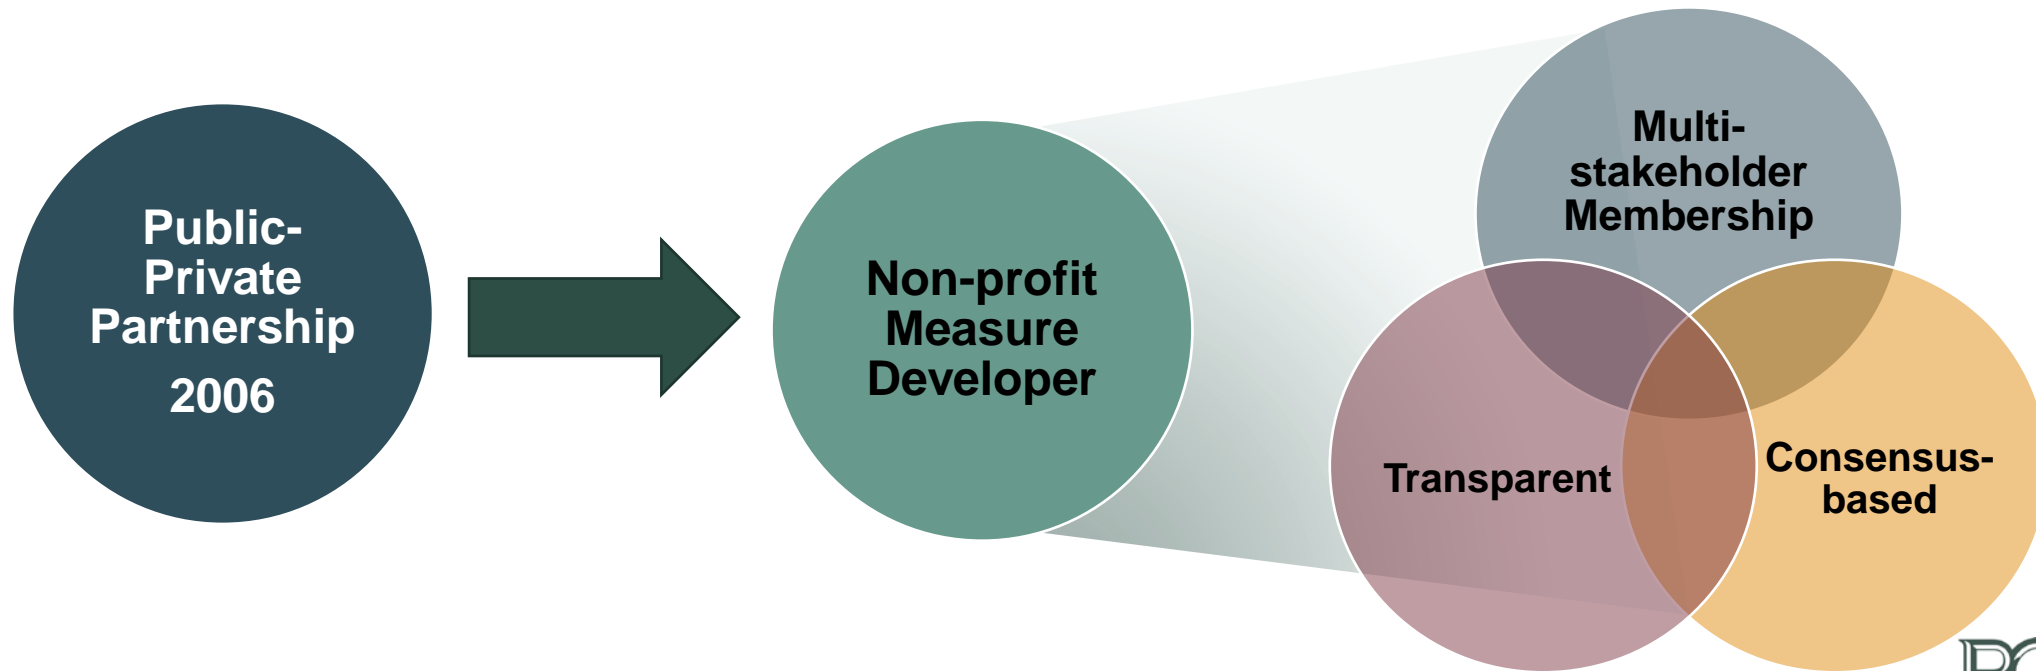 Public-
Private
Partnership
2006
Non-profit
Measure
Developer
Multi-
stakeholder
Membership
Transparent
Consensus-
based